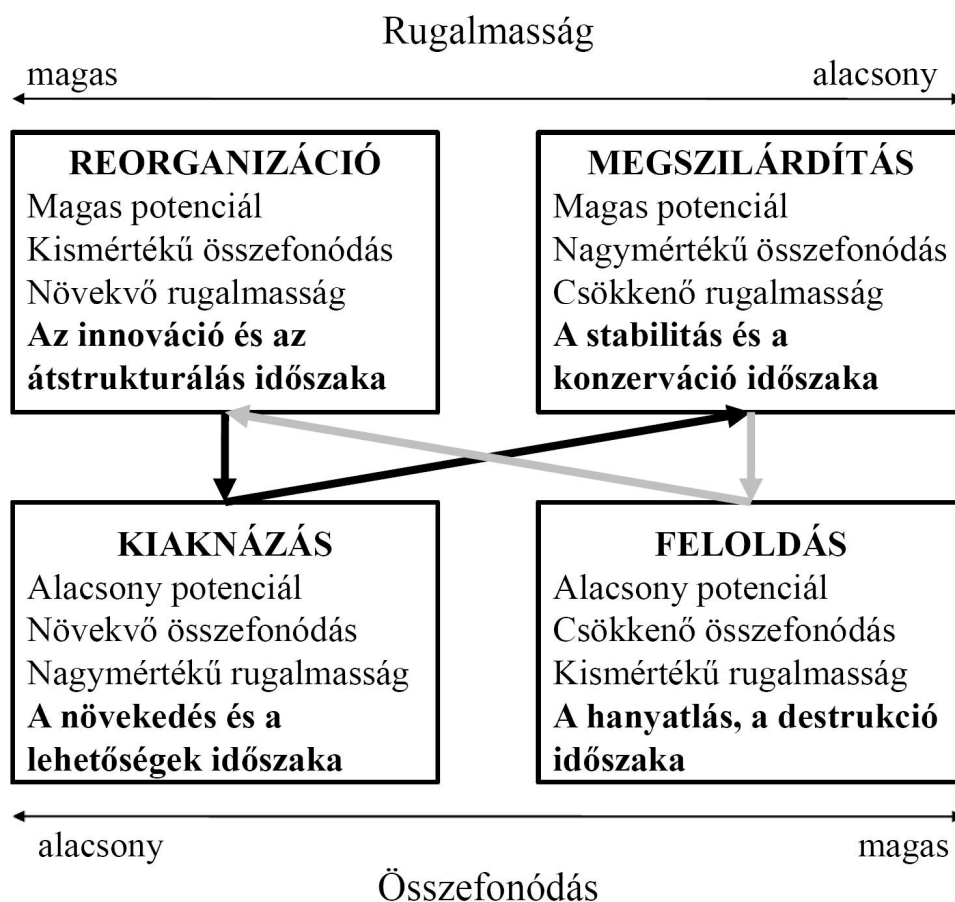 Rugalmasság
magas
alacsony
REORGANIZÁCIÓ
Magas potenciál
Kismértékű összefonódás
Növekvő rugalmasság
Az innováció és az
átstrukturálás időszaka
MEGSZILÁRDÍTÁS
Magas potenciál
Nagymértékű összefonódás
Csökkenő rugalmasság
A stabilitás és a
konzerváció időszaka
KIAKNÁZÁS
Alacsony potenciál
Növekvő összefonódás
Nagymértékű rugalmasság
A növekedés és a
lehetőségek időszaka
FELOLDÁS
Alacsony potenciál
Csökkenő összefonódás
Kismértékű rugalmasság
A hanyatlás, a destrukció
időszaka
alacsony
magas
Összefonódás